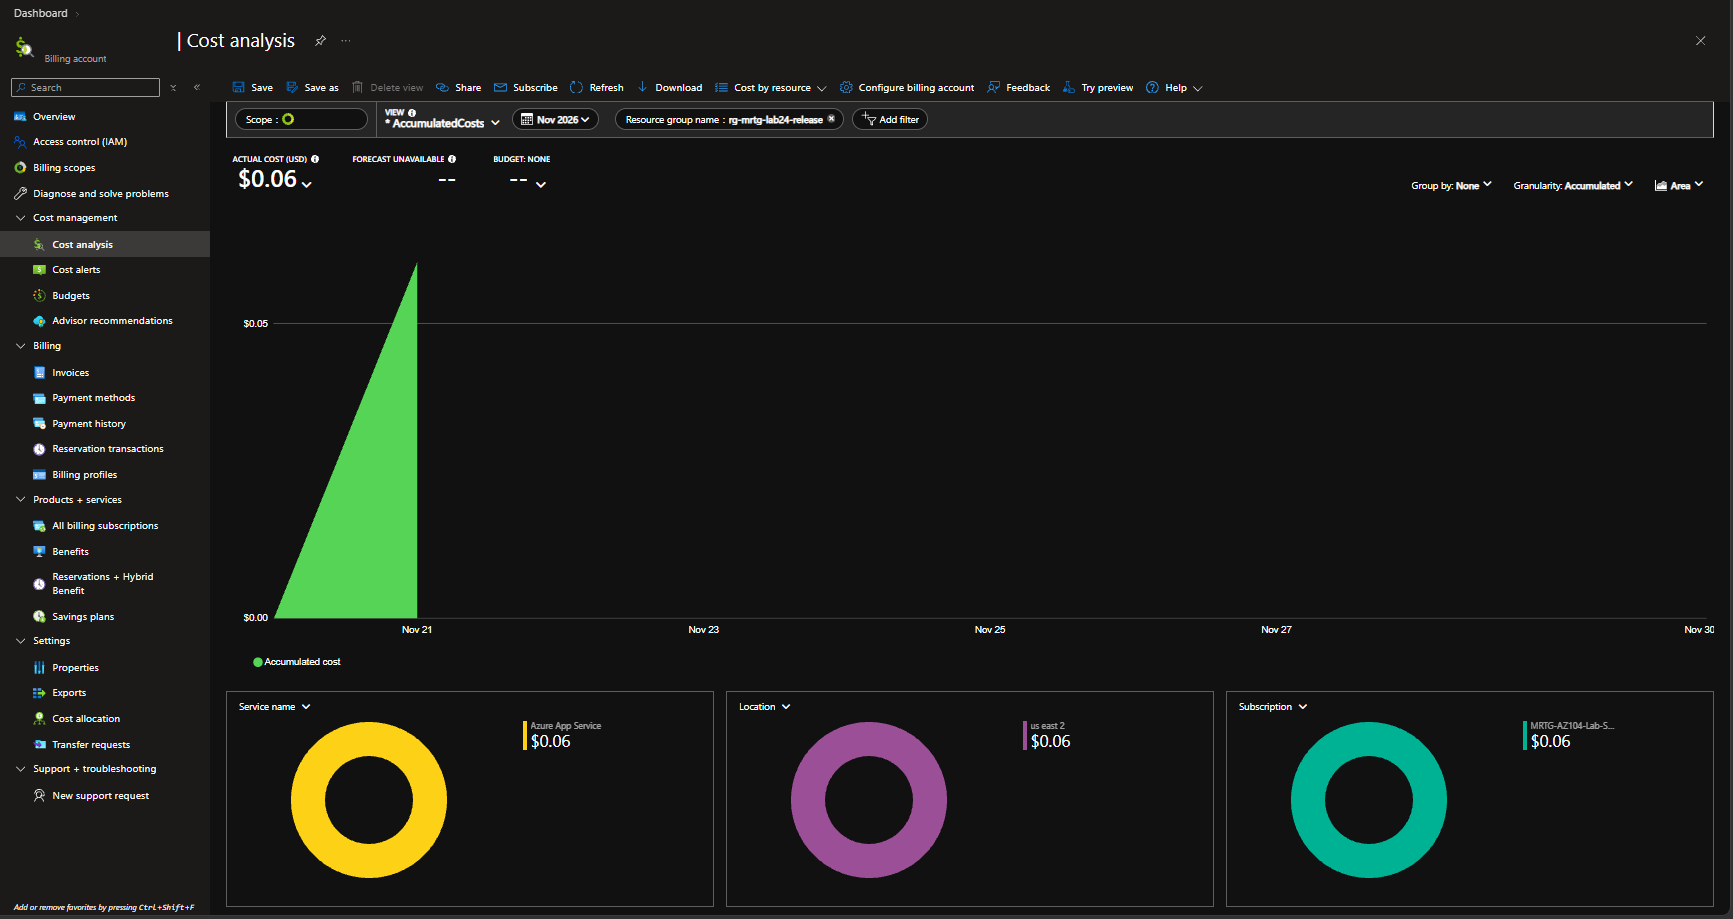 Dashboard
| Cost analysis
Billing account
Search
Overview
Access control (IAM)
Billing scopes
Diagnose and solve problems
Cost management
Cost analysis
Cost alerts
Budgets
Advisor recommendations
Billing
Invoices
Payment methods
Payment history
Reservation transactions
Billing profiles
Products + services
All billing subscriptions
Benefits
Reservations + Hybrid
Benefit
Savings plans
Settings
Properties
Exports
Cost allocation
Transfer requests
Support + troubleshooting
New support request
Add or remove favorites by pressing Ctrl+Shift+F
Save Save as Delete view Share Subscribe Refresh Download Cost by resource Configure billing account Feedback Try preview Help
Scope :
VIEW
* AccumulatedCosts
Nov 2026
Resource group name : rg-mrtg-lab24-release
Add filter
ACTUAL COST (USD) FORECAST UNAVAILABLE BUDGET: NONE
$0.06 -- --
Group by: None Granularity: Accumulated Area
$0.05
$0.00
Nov 21 Nov 23 Nov 25 Nov 27 Nov 30
Accumulated cost
Service name
Azure App Service
$0.06
Location
us east 2
$0.06
Subscription
MRTG-AZ104-Lab-S...
$0.06